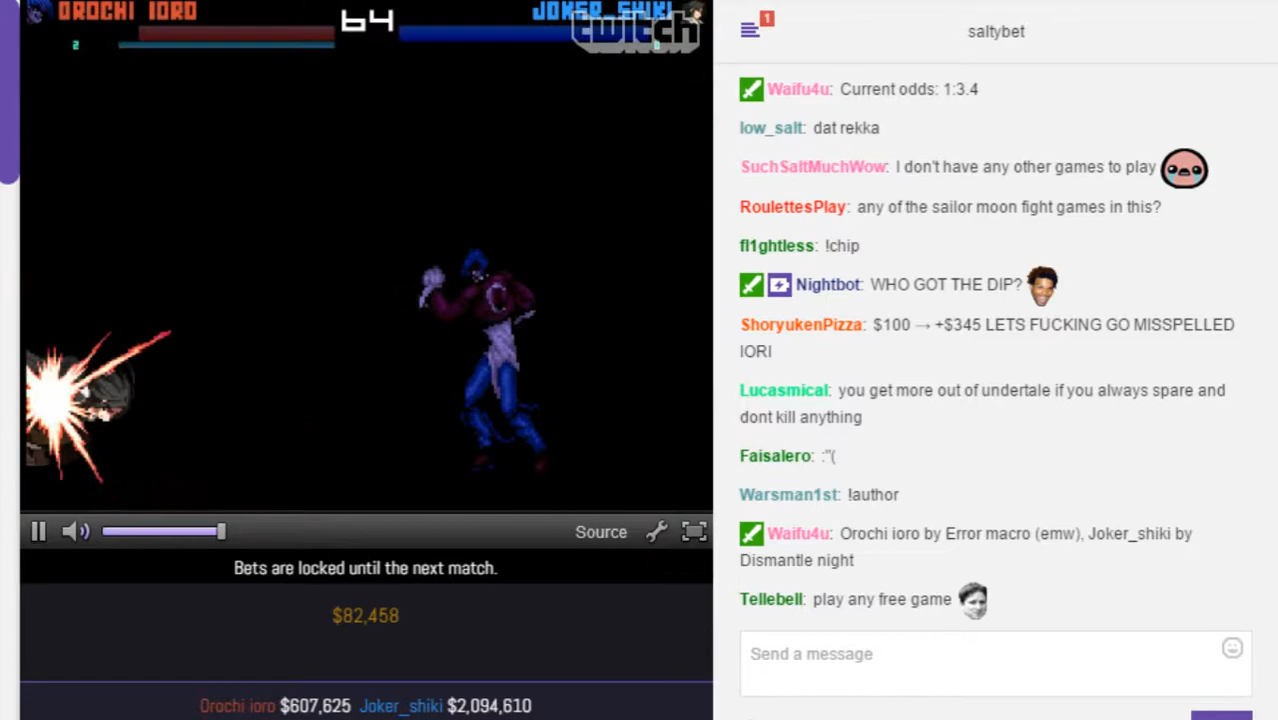 OROCHI IORO
64
JOKER_SHIKI
twitch
2
Source
Bets are locked until the next match.
$82,458
Orochi ioro $607,625 Joker_shiki $2,094,610
1
saltybet
Waifu4u: Current odds: 1:3.4
low_salt: dat rekka
SuchSaltMuchWow: I don't have any other games to play
RoulettesPlay: any of the sailor moon fight games in this?
fl1ghtless: !chip
Nightbot: WHO GOT THE DIP?
ShoryukenPizza: $100 → +$345 LETS FUCKING GO MISSPELLED
IORI
Lucasmical: you get more out of undertale if you always spare and
dont kill anything
Faisalero: :"(
Warsman1st: !author
Waifu4u: Orochi ioro by Error macro (emw), Joker_shiki by
Dismantle night
Tellebell: play any free game
Send a message